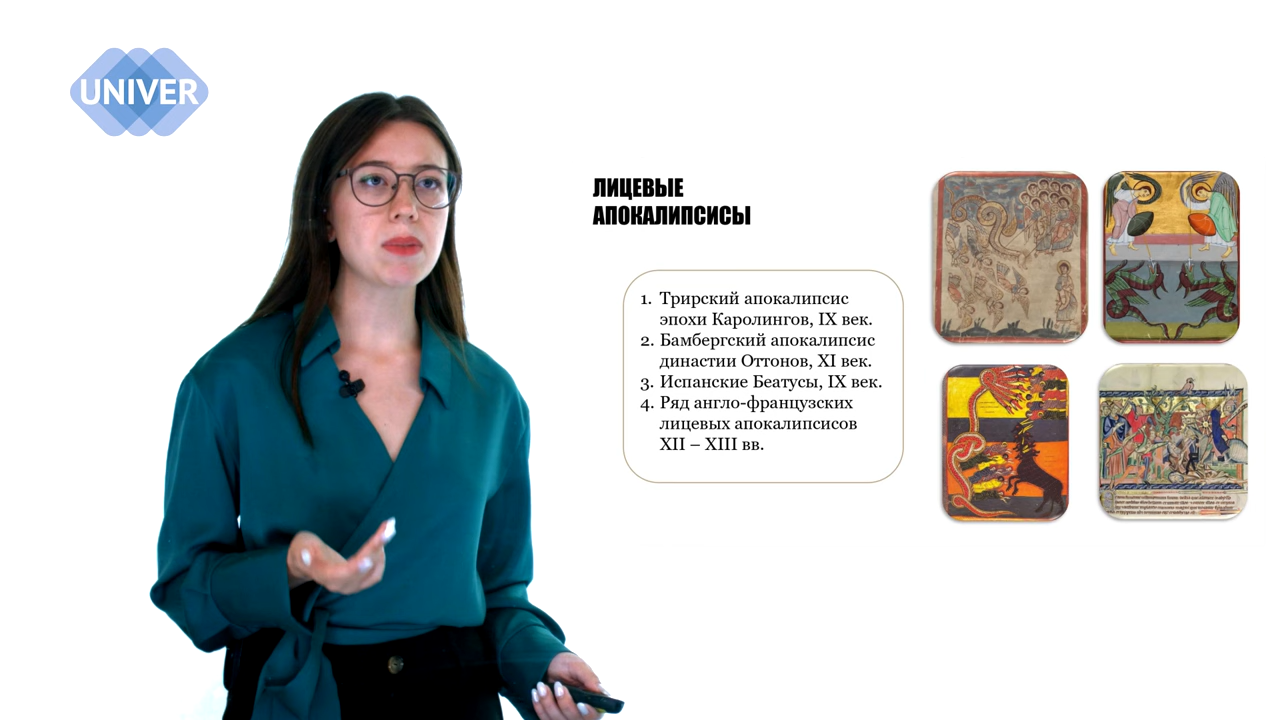 UNIVER
ЛИЦЕВЫЕ
АПОКАЛИПСИСЫ
1. Трирский апокалипсис
эпохи Каролингов, IX век.
2. Бамбергский апокалипсис
династии Оттонов, XI век.
3. Испанские Беатусы, IX век.
4. Ряд англо-французских
лицевых апокалипсисов
XII – XIII вв.